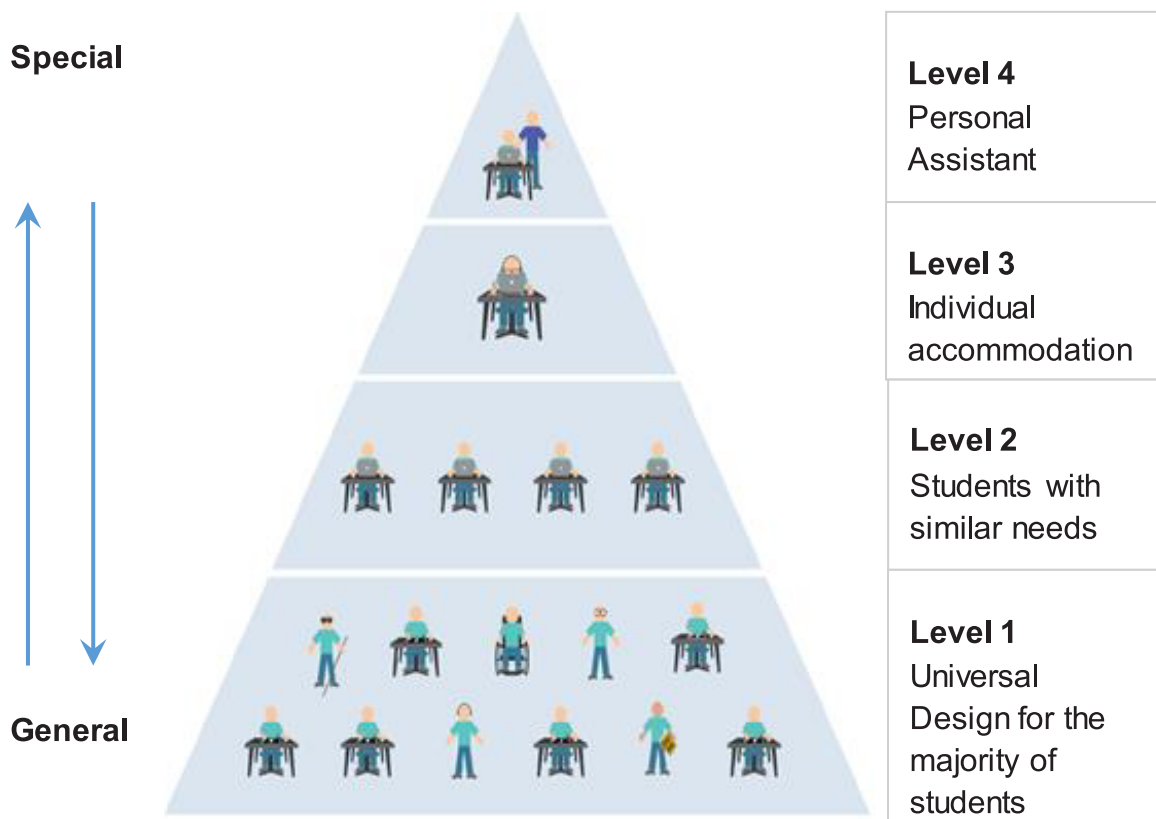 Special
Level 4
Personal
Assistant
Level 3
Individual
accommodation
Level 2
Students with
similar needs
General
Level 1
Universal
Design for the
majority of
students